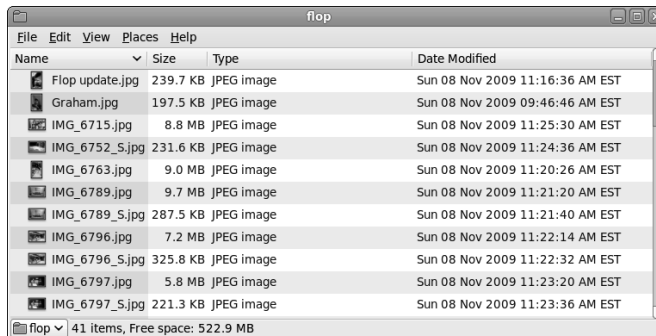 flop
File Edit View Places Help
Name Size Type Date Modified
Flop update.jpg 239.7 KB JPEG image Sun 08 Nov 2009 11:16:36 AM EST
Graham.jpg 197.5 KB JPEG image Sun 08 Nov 2009 09:46:46 AM EST
IMG_6715.jpg 8.8 MB JPEG image Sun 08 Nov 2009 11:25:30 AM EST
IMG_6752_S.jpg 231.6 KB JPEG image Sun 08 Nov 2009 11:24:36 AM EST
IMG_6763.jpg 9.0 MB JPEG image Sun 08 Nov 2009 11:20:26 AM EST
IMG_6789.jpg 9.7 MB JPEG image Sun 08 Nov 2009 11:21:20 AM EST
IMG_6789_S.jpg 287.5 KB JPEG image Sun 08 Nov 2009 11:21:40 AM EST
IMG_6796.jpg 7.2 MB JPEG image Sun 08 Nov 2009 11:22:14 AM EST
IMG_6796_S.jpg 325.8 KB JPEG image Sun 08 Nov 2009 11:22:32 AM EST
IMG_6797.jpg 5.8 MB JPEG image Sun 08 Nov 2009 11:23:20 AM EST
IMG_6797_S.jpg 221.3 KB JPEG image Sun 08 Nov 2009 11:23:36 AM EST
flop 41 items, Free space: 522.9 MB